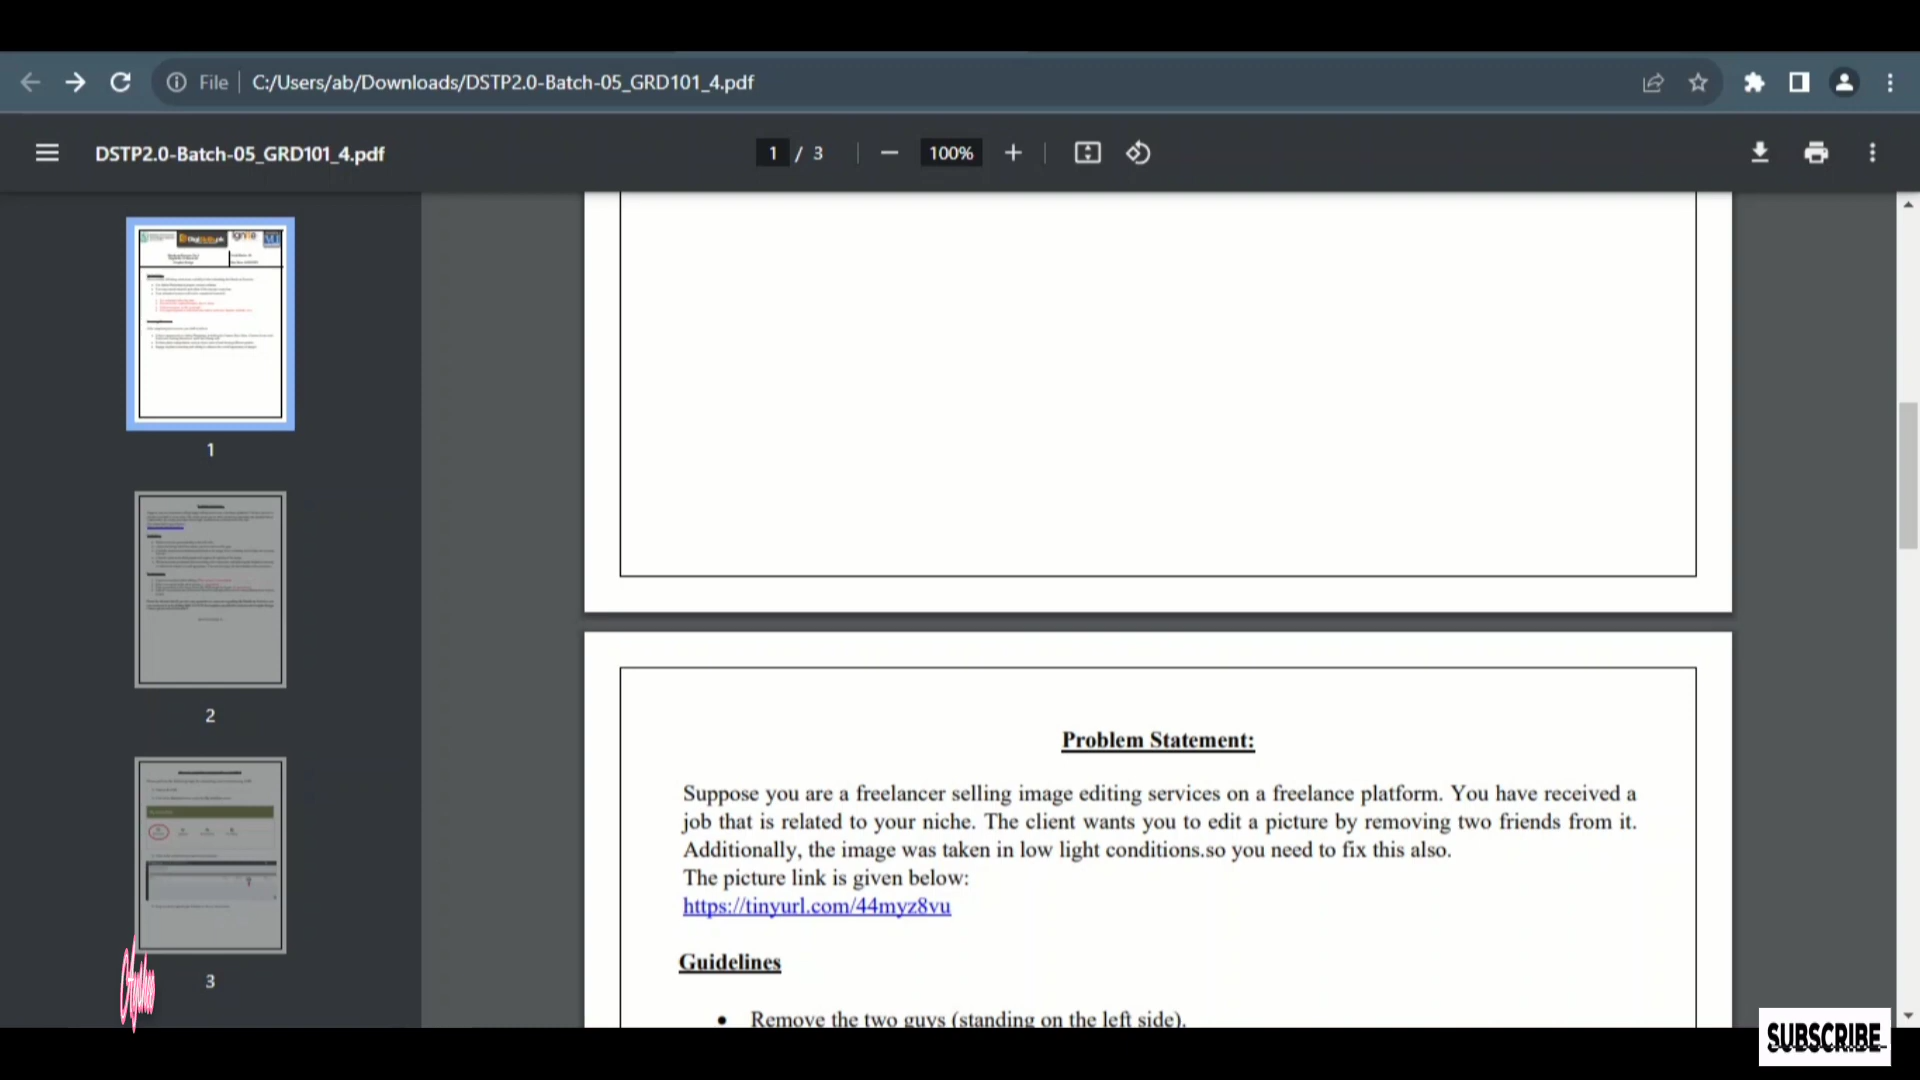 File
C:/Users/ab/Downloads/DSTP2.0-Batch-05_GRD101_4.pdf
DSTP2.0-Batch-05_GRD101_4.pdf
1 / 3
100%
1
2
3
Problem Statement:
Suppose you are a freelancer selling image editing services on a freelance platform. You have received a
job that is related to your niche. The client wants you to edit a picture by removing two friends from it.
Additionally, the image was taken in low light conditions.so you need to fix this also.
The picture link is given below:
https://tinyurl.com/44myz8vu
Guidelines
• Remove the two guys (standing on the left side).
SUBSCRIBE